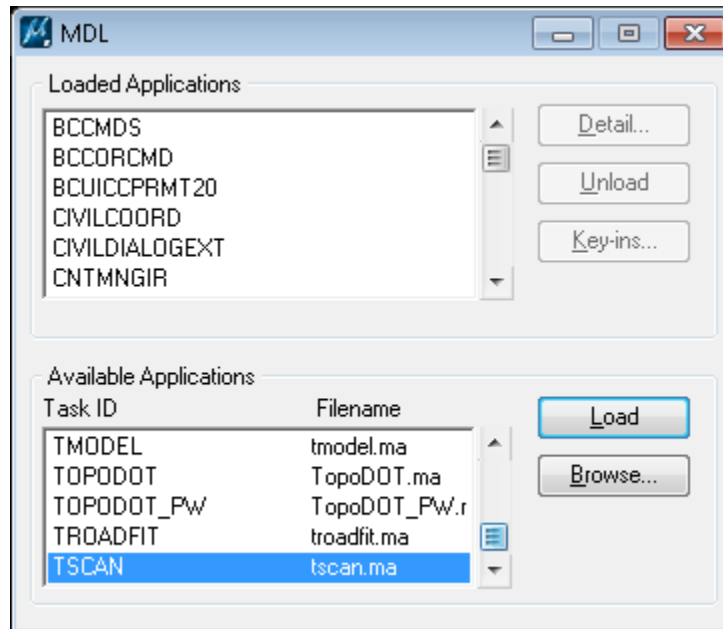 MDL
Loaded Applications
BCCMDS
BCCORCMD
BCUICCPRMT20
CIVILCOORD
CIVILDIALOGEXT
CNTMNGIR
Detail...
Unload
Key-ins...
Available Applications
Task ID Filename
TMODEL tmodel.ma
TOPODOT TopoDOT.ma
TOPODOT_PW TopoDOT_PW.r
TROADFIT troadfit.ma
TSCAN tscan.ma
Load
Browse...